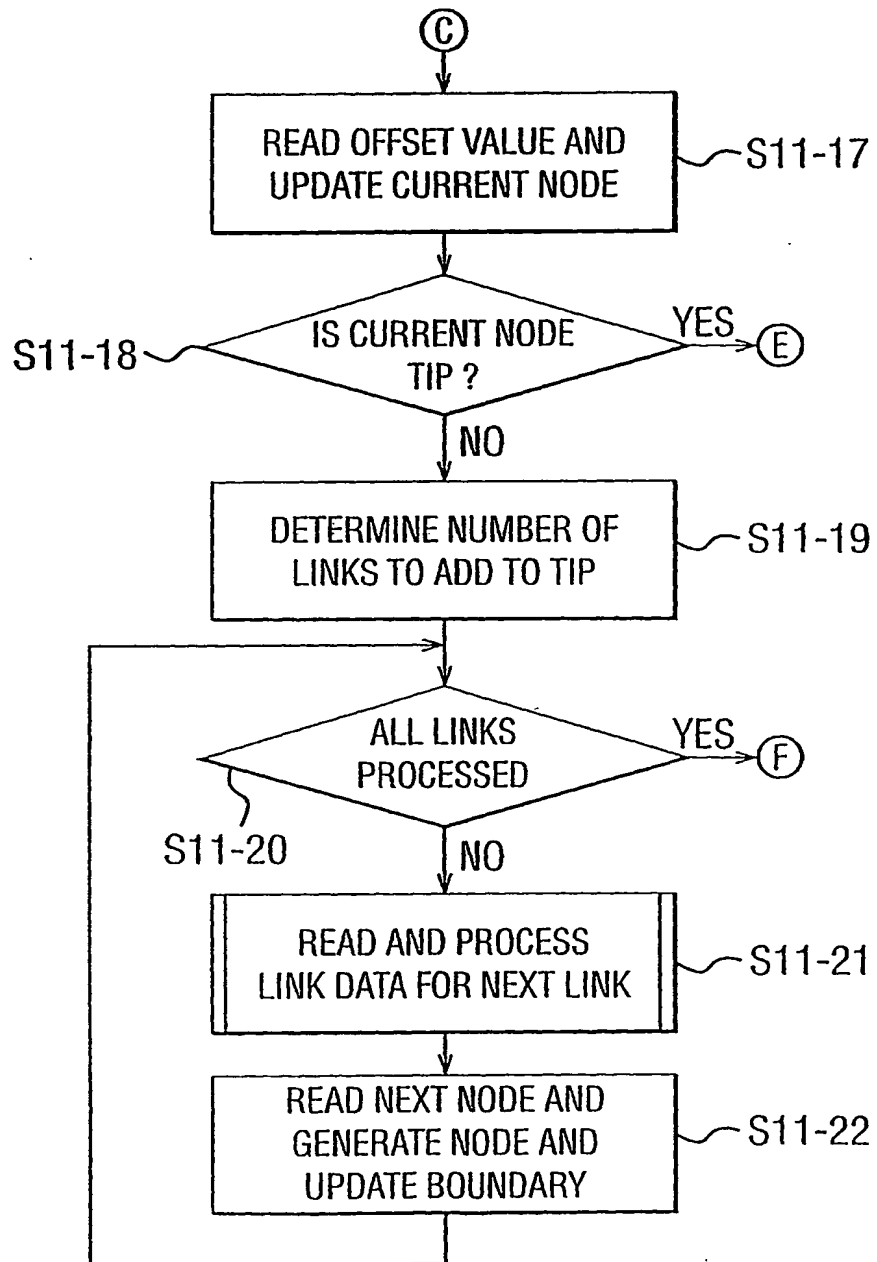 C
READ OFFSET VALUE AND
UPDATE CURRENT NODE
S11-17
IS CURRENT NODE
TIP ?
YES
E
S11-18
NO
DETERMINE NUMBER OF
LINKS TO ADD TO TIP
S11-19
ALL LINKS
PROCESSED
YES
F
S11-20
NO
READ AND PROCESS
LINK DATA FOR NEXT LINK
S11-21
READ NEXT NODE AND
GENERATE NODE AND
UPDATE BOUNDARY
S11-22